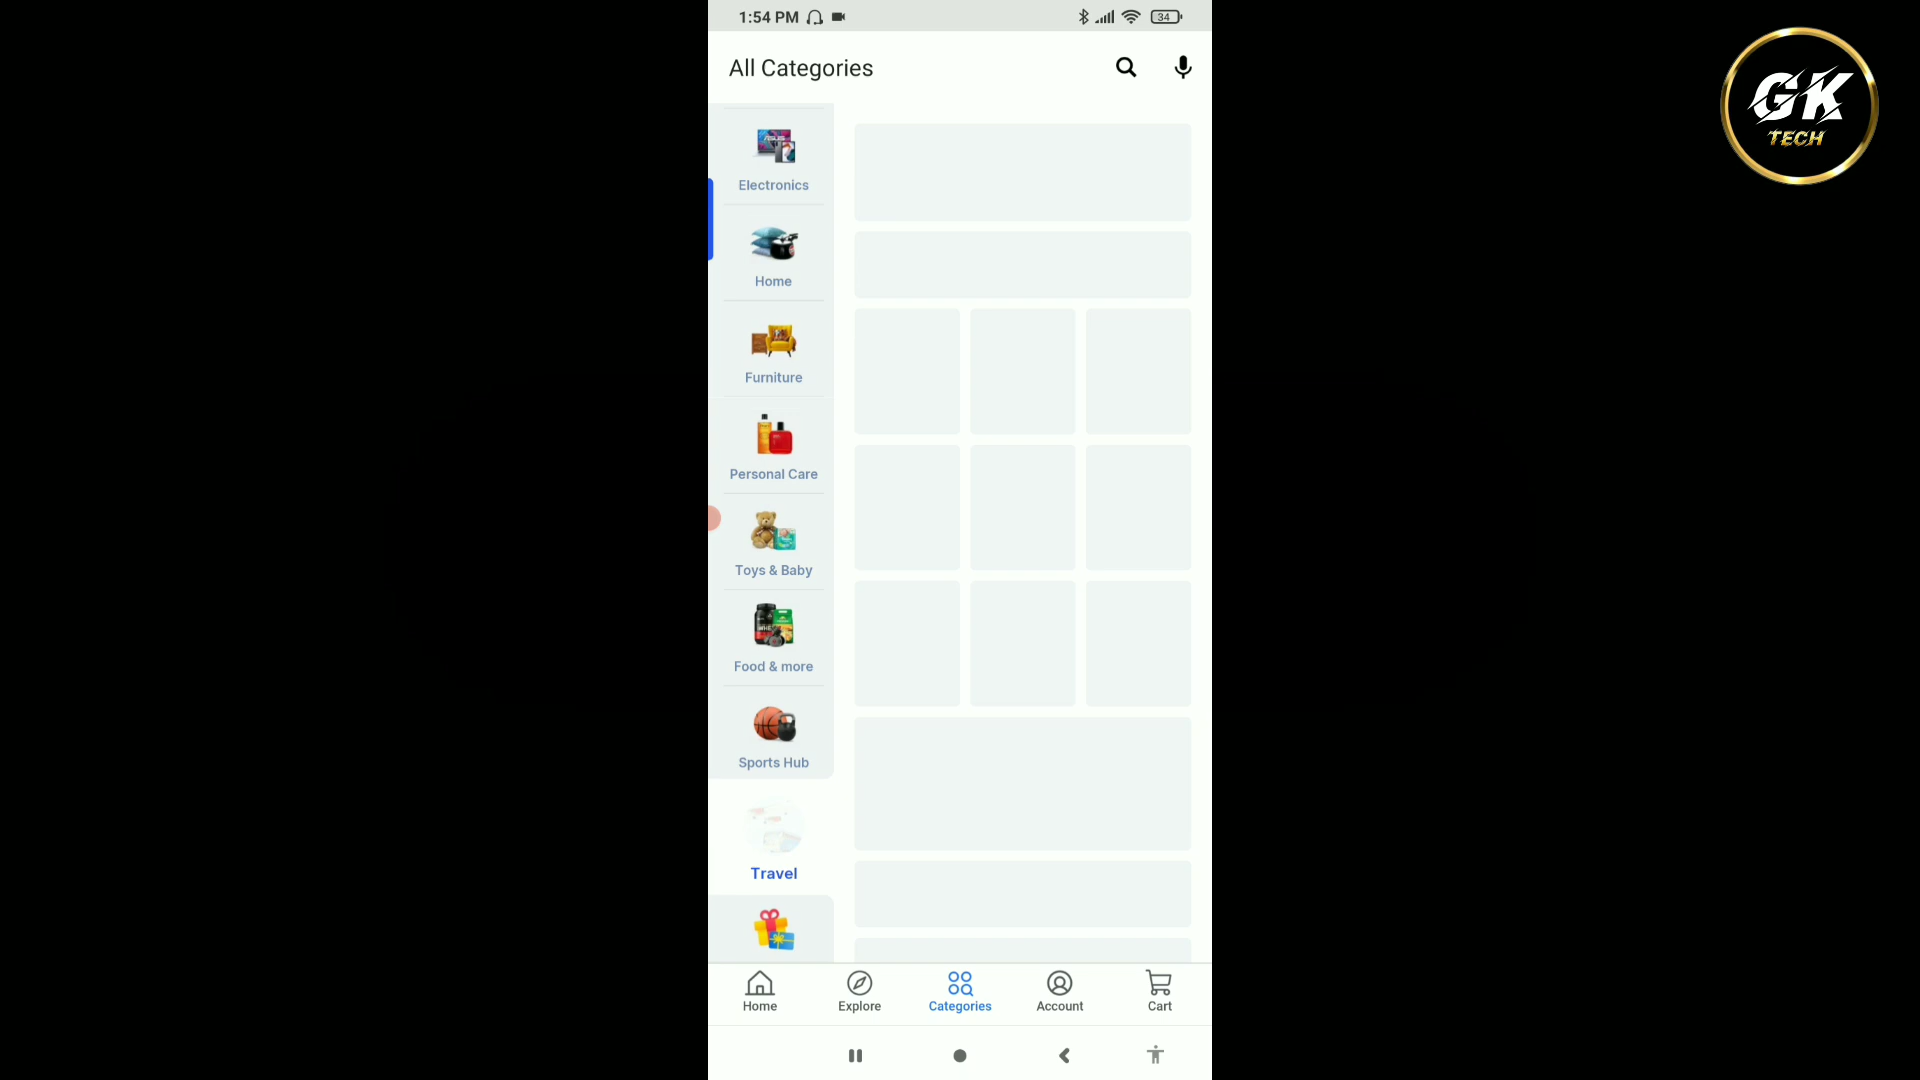 1:54 PM
34
All Categories
GK
TECH
Electronics
Home
Furniture
Personal Care
Toys & Baby
Food & more
Sports Hub
Travel
Home
Explore
Categories
Account
Cart